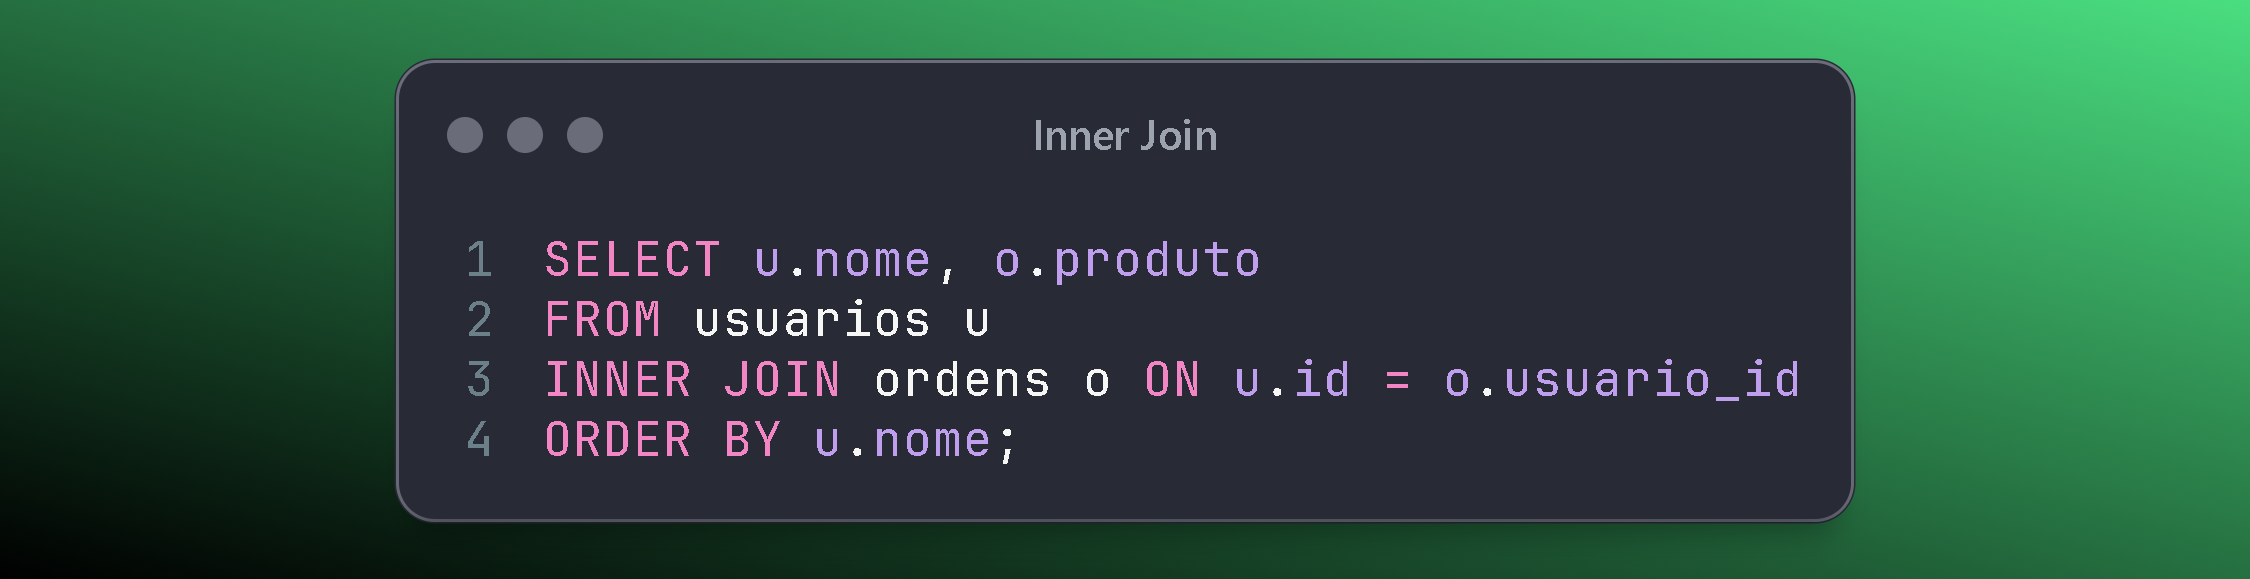 Inner Join
1 SELECT u.nome, o.produto
2 FROM usuarios u
3 INNER JOIN ordens o ON u.id = o.usuario_id
4 ORDER BY u.nome;